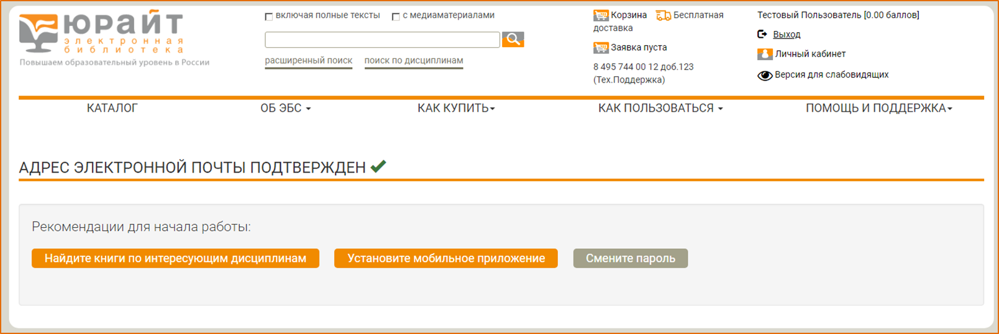 ЮРАЙТ
электронная
библиотека
Повышаем образовательный уровень в России
включая полные тексты
с медиаматериалами
расширенный поиск
поиск по дисциплинам
Корзина
Бесплатная
доставка
Заявка пуста
8 495 744 00 12 доб.123
(Тех.Поддержка)
Тестовый Пользователь [0.00 баллов]
Выход
Личный кабинет
Версия для слабовидящих
КАТАЛОГ
ОБ ЭБС
КАК КУПИТЬ
КАК ПОЛЬЗОВАТЬСЯ
ПОМОЩЬ И ПОДДЕРЖКА
АДРЕС ЭЛЕКТРОННОЙ ПОЧТЫ ПОДТВЕРЖДЕН
Рекомендации для начала работы:
Найдите книги по интересующим дисциплинам
Установите мобильное приложение
Смените пароль